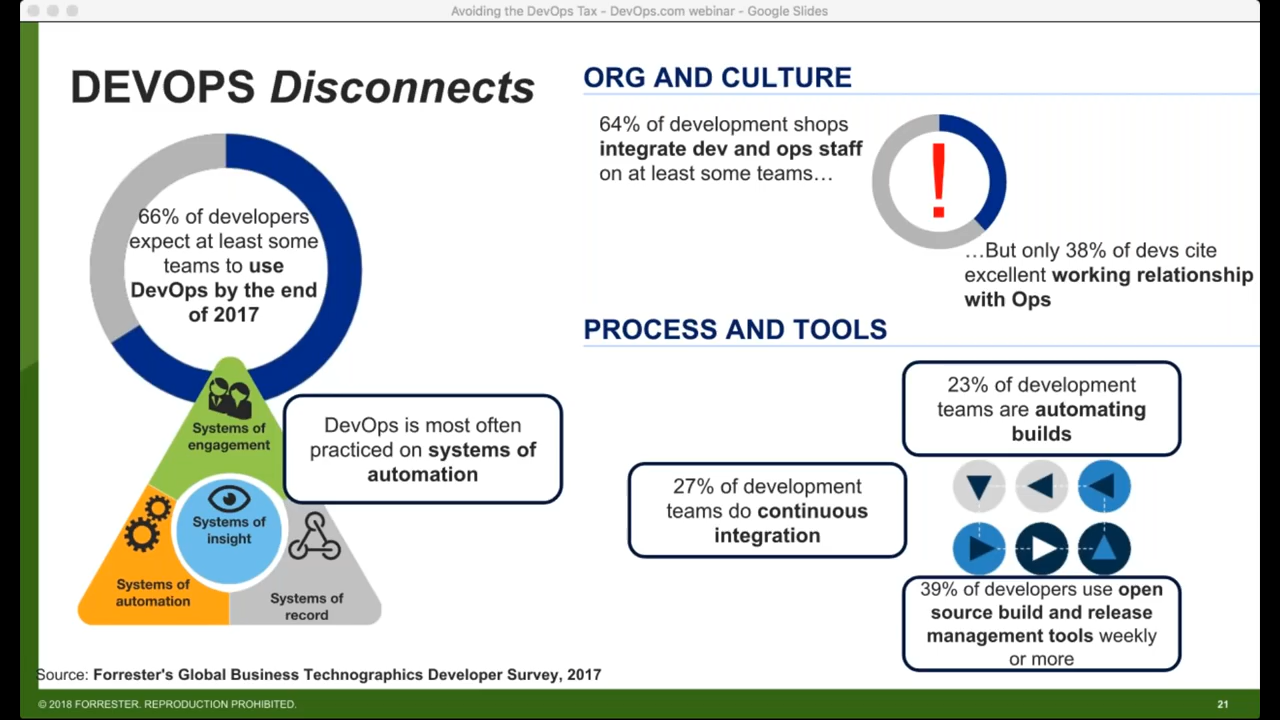 Avoiding the DevOps Tax - DevOps.com webinar - Google Slides
DEVOPS Disconnects
66% of developers
expect at least some
teams to use
DevOps by the end
of 2017
Systems of
engagement
DevOps is most often
practiced on systems of
automation
Systems of
insight
Systems of
automation
Systems of
record
Source: Forrester's Global Business Technographics Developer Survey, 2017
ORG AND CULTURE
64% of development shops
integrate dev and ops staff
on at least some teams…
!
…But only 38% of devs cite
excellent working relationship
with Ops
PROCESS AND TOOLS
23% of development
teams are automating
builds
27% of development
teams do continuous
integration
39% of developers use open
source build and release
management tools weekly
or more
© 2018 FORRESTER. REPRODUCTION PROHIBITED.
21